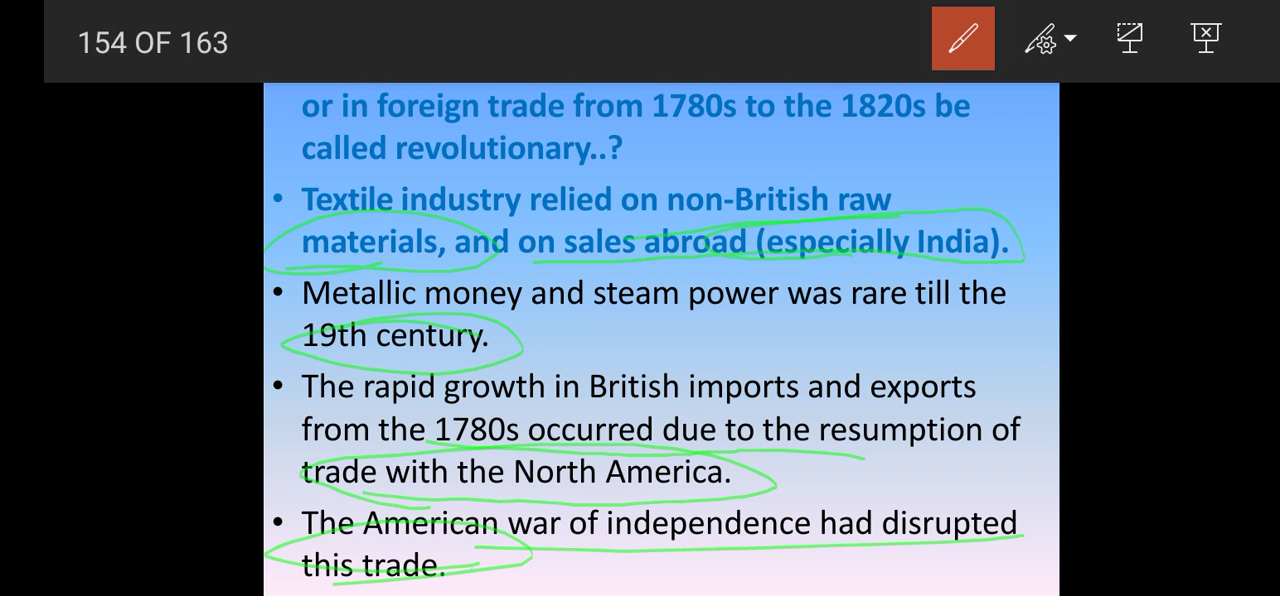 154 OF 163
or in foreign trade from 1780s to the 1820s be
called revolutionary..?
• Textile industry relied on non-British raw
materials, and on sales abroad (especially India).
• Metallic money and steam power was rare till the
19th century.
• The rapid growth in British imports and exports
from the 1780s occurred due to the resumption of
trade with the North America.
• The American war of independence had disrupted
this trade.